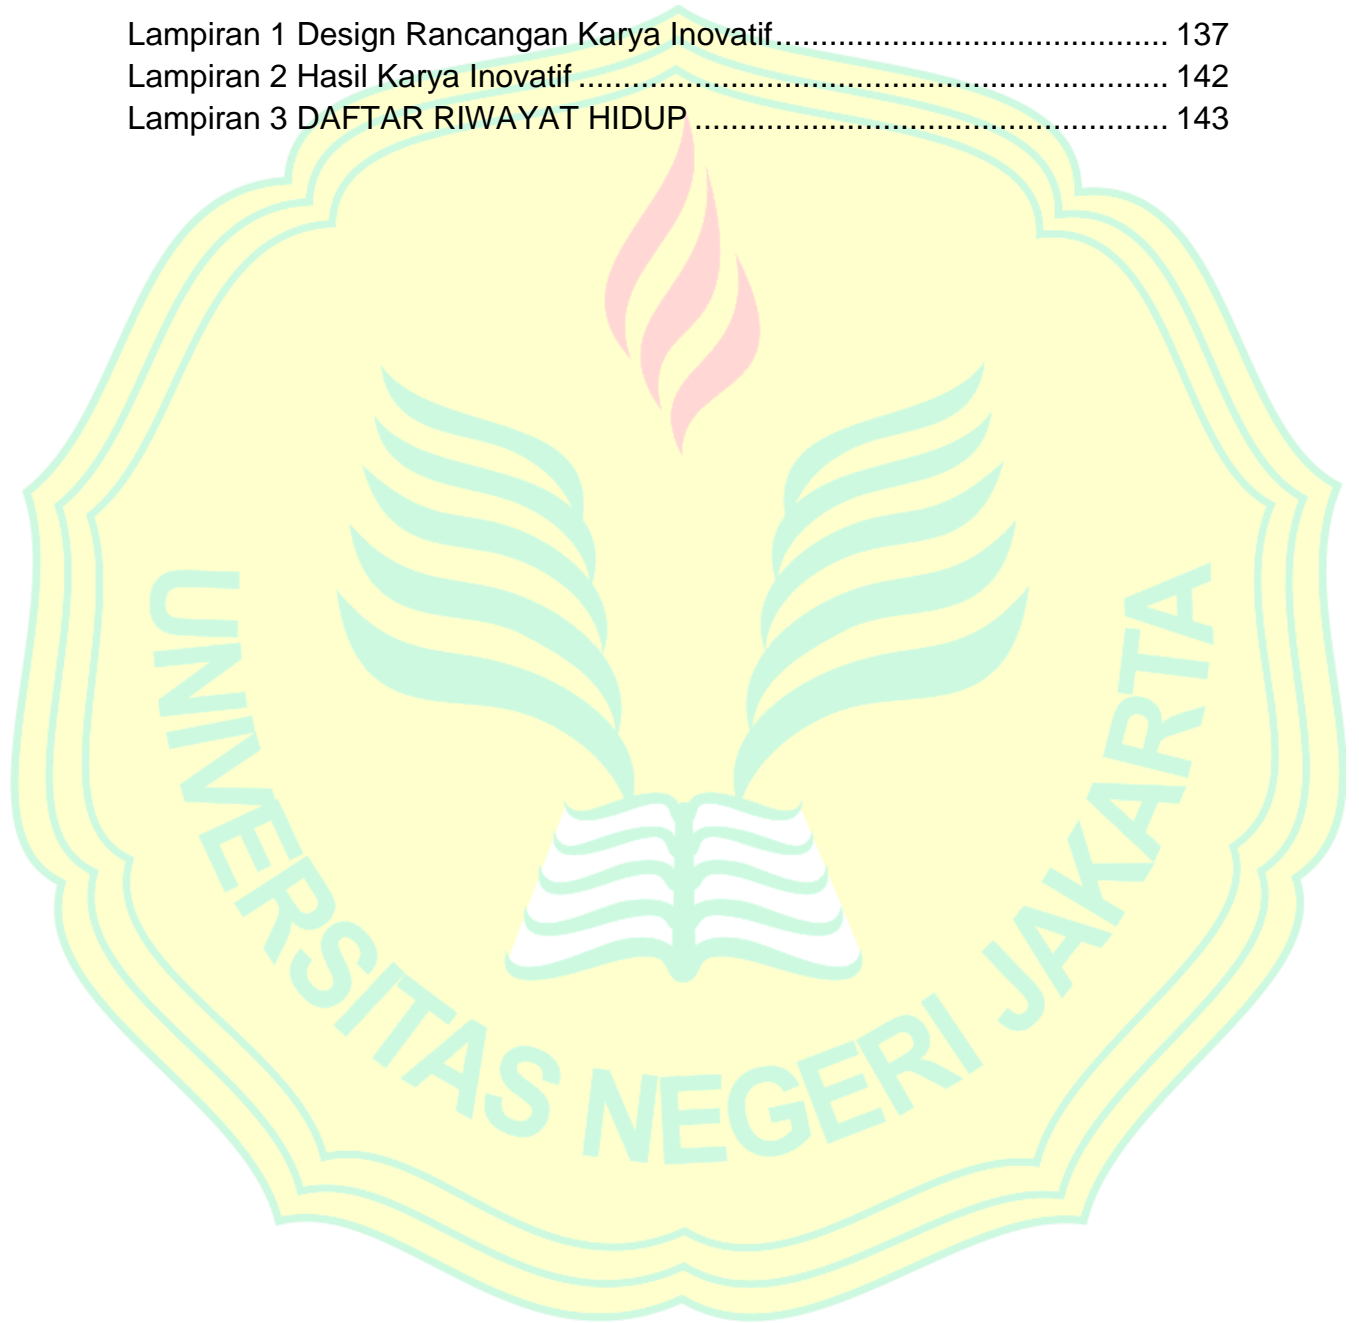 Lampiran 1 Design Rancangan Karya Inovatif............................................ 137
Lampiran 2 Hasil Karya Inovatif.................................................................. 142
Lampiran 3 DAFTAR RIWAYAT HIDUP..................................................... 143
UNIVERSITAS NEGERI JAKARTA